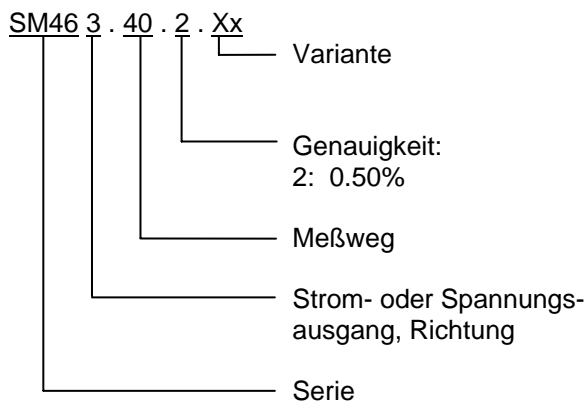 SM46 3 . 40 . 2 . Xx
Variante
Genauigkeit:
2: 0.50%
Meßweg
Strom- oder Spannungs-
ausgang, Richtung
Serie